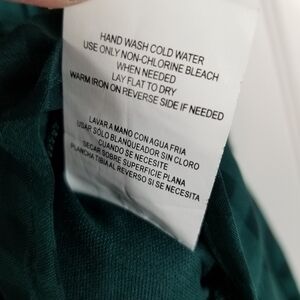 HAND WASH COLD WATER
USE ONLY NON-CHLORINE BLEACH
WHEN NEEDED
LAY FLAT TO DRY
WARM IRON ON REVERSE SIDE IF NEEDED
LAVAR A MANO CON AGUA FRIA
USAR SÓLO BLANQUEADOR SIN CLORO
CUANDO SE NECESITE
SECAR SOBRE SUPERFICIE PLANA
PLANCHA TIBIA AL REVERSO SI SE NECESITA